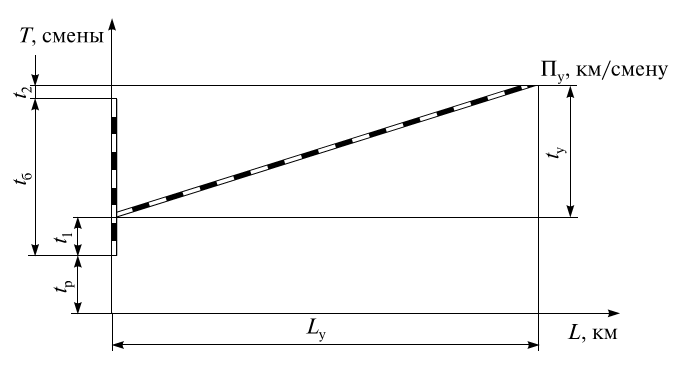 T, смены
Пу, км/смену
t2
tб
tу
t1
tр
Lу
L, км